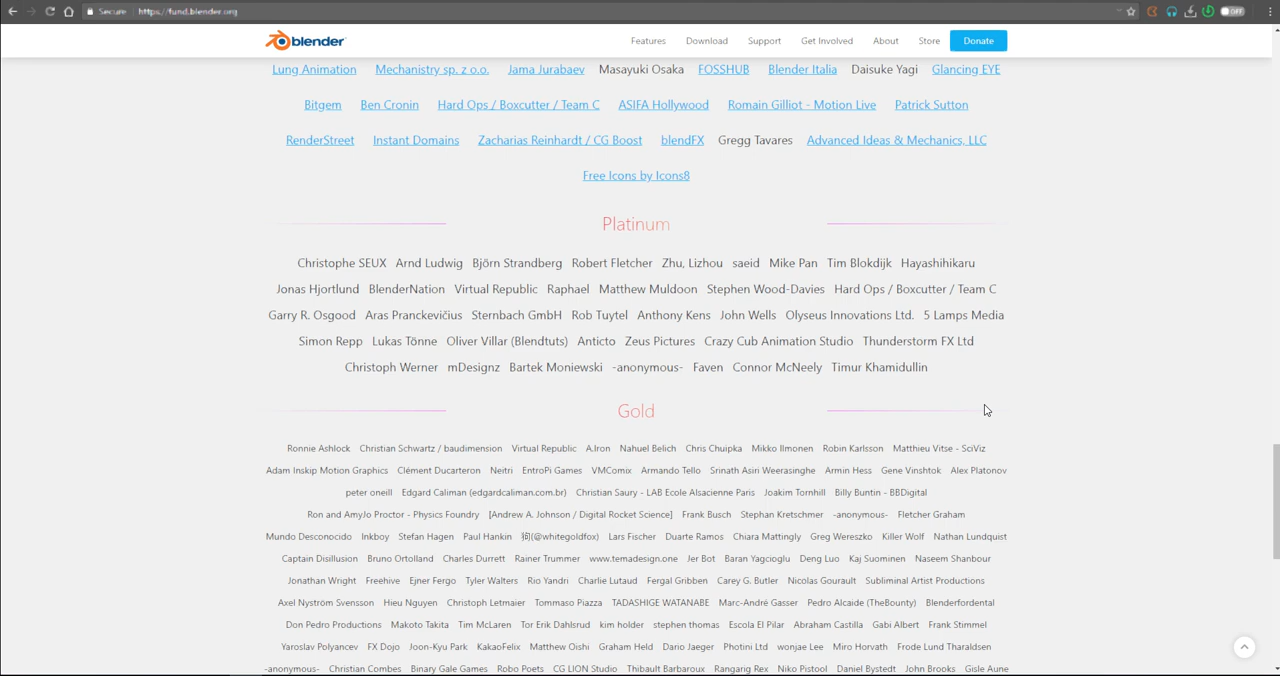 Secure https://fund.blender.org OFF
blender Features Download Support Get Involved About Store Donate
Lung Animation Mechanistry sp. z o.o. Jama Jurabaev Masayuki Osaka FOSSHUB Blender Italia Daisuke Yagi Glancing EYE
Bitgem Ben Cronin Hard Ops / Boxcutter / Team C ASIFA Hollywood Romain Gilliot - Motion Live Patrick Sutton
RenderStreet Instant Domains Zacharias Reinhardt / CG Boost blendFX Gregg Tavares Advanced Ideas & Mechanics, LLC
Free Icons by Icons8
Platinum
Christophe SEUX Arnd Ludwig Björn Strandberg Robert Fletcher Zhu, Lizhou saeid Mike Pan Tim Blokdijk Hayashihikaru
Jonas Hjortlund BlenderNation Virtual Republic Raphael Matthew Muldoon Stephen Wood-Davies Hard Ops / Boxcutter / Team C
Garry R. Osgood Aras Pranckevičius Sternbach GmbH Rob Tuytel Anthony Kens John Wells Olyseus Innovations Ltd. 5 Lamps Media
Simon Repp Lukas Tönne Oliver Villar (Blendtuts) Anticto Zeus Pictures Crazy Cub Animation Studio Thunderstorm FX Ltd
Christoph Werner mDesignz Bartek Moniewski -anonymous- Faven Connor McNeely Timur Khamidullin
Gold
Ronnie Ashlock Christian Schwartz / baudimension Virtual Republic A.Iron Nahuel Belich Chris Chuipka Mikko Ilmonen Robin Karlsson Matthieu Vitse - SciViz
Adam Inskip Motion Graphics Clément Ducarteron Neitri EntroPi Games VMComix Armando Tello Srinath Asiri Weerasinghe Armin Hess Gene Vinshtok Alex Platonov
peter oneill Edgard Caliman (edgardcaliman.com.br) Christian Saury - LAB Ecole Alsacienne Paris Joakim Tornhill Billy Buntin - BBDigital
Ron and AmyJo Proctor - Physics Foundry [Andrew A. Johnson / Digital Rocket Science] Frank Busch Stephan Kretschmer -anonymous- Fletcher Graham
Mundo Desconocido Inkboy Stefan Hagen Paul Hankin 狗(@whitegoldfox) Lars Fischer Duarte Ramos Chiara Mattingly Greg Wereszko Killer Wolf Nathan Lundquist
Captain Disillusion Bruno Ortolland Charles Durrett Rainer Trummer www.temadesign.one Jer Bot Baran Yagcioglu Deng Luo Kaj Suominen Naseem Shanbour
Jonathan Wright Freehive Ejner Fergo Tyler Walters Rio Yandri Charlie Lutaud Fergal Gribben Carey G. Butler Nicolas Gourault Subliminal Artist Productions
Axel Nyström Svensson Hieu Nguyen Christoph Letmaier Tommaso Piazza TADASHIGE WATANABE Marc-André Gasser Pedro Alcaide (TheBounty) Blenderfordental
Don Pedro Productions Makoto Takita Tim McLaren Tor Erik Dahlsrud kim holder stephen thomas Escola El Pilar Abraham Castilla Gabi Albert Frank Stimmel
Yaroslav Polyancev FX Dojo Joon-Kyu Park KakaoFelix Matthew Oishi Graham Held Dario Jaeger Photini Ltd wonjae Lee Miro Horvath Frode Lund Tharaldsen
-anonymous- Christian Combes Binary Gale Games Robo Poets CG LION Studio Thibault Barbaroux Rangarig Rex Niko Pistool Daniel Bystedt John Brooks Gisle Aune